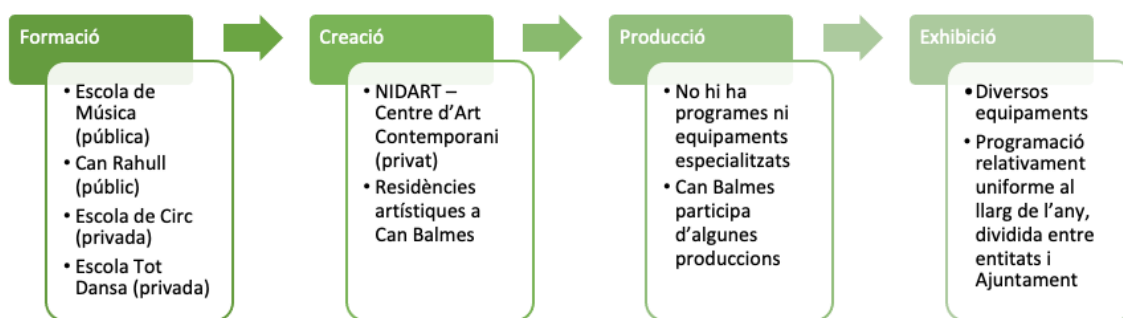 Formació
• Escola de
Música
(pública)
• Can Rahull
(públic)
• Escola de Circ
(privada)
• Escola Tot
Dansa (privada)
Creació
• NIDART –
Centre d'Art
Contemporani
(privat)
• Residències
artístiques a
Can Balmes
Producció
• No hi ha
programes ni
equipaments
especialitzats
• Can Balmes
participa
d'algunes
produccions
Exhibició
• Diversos
equipaments
• Programació
relativament
uniforme al
llarg de l'any,
dividida entre
entitats i
Ajuntament